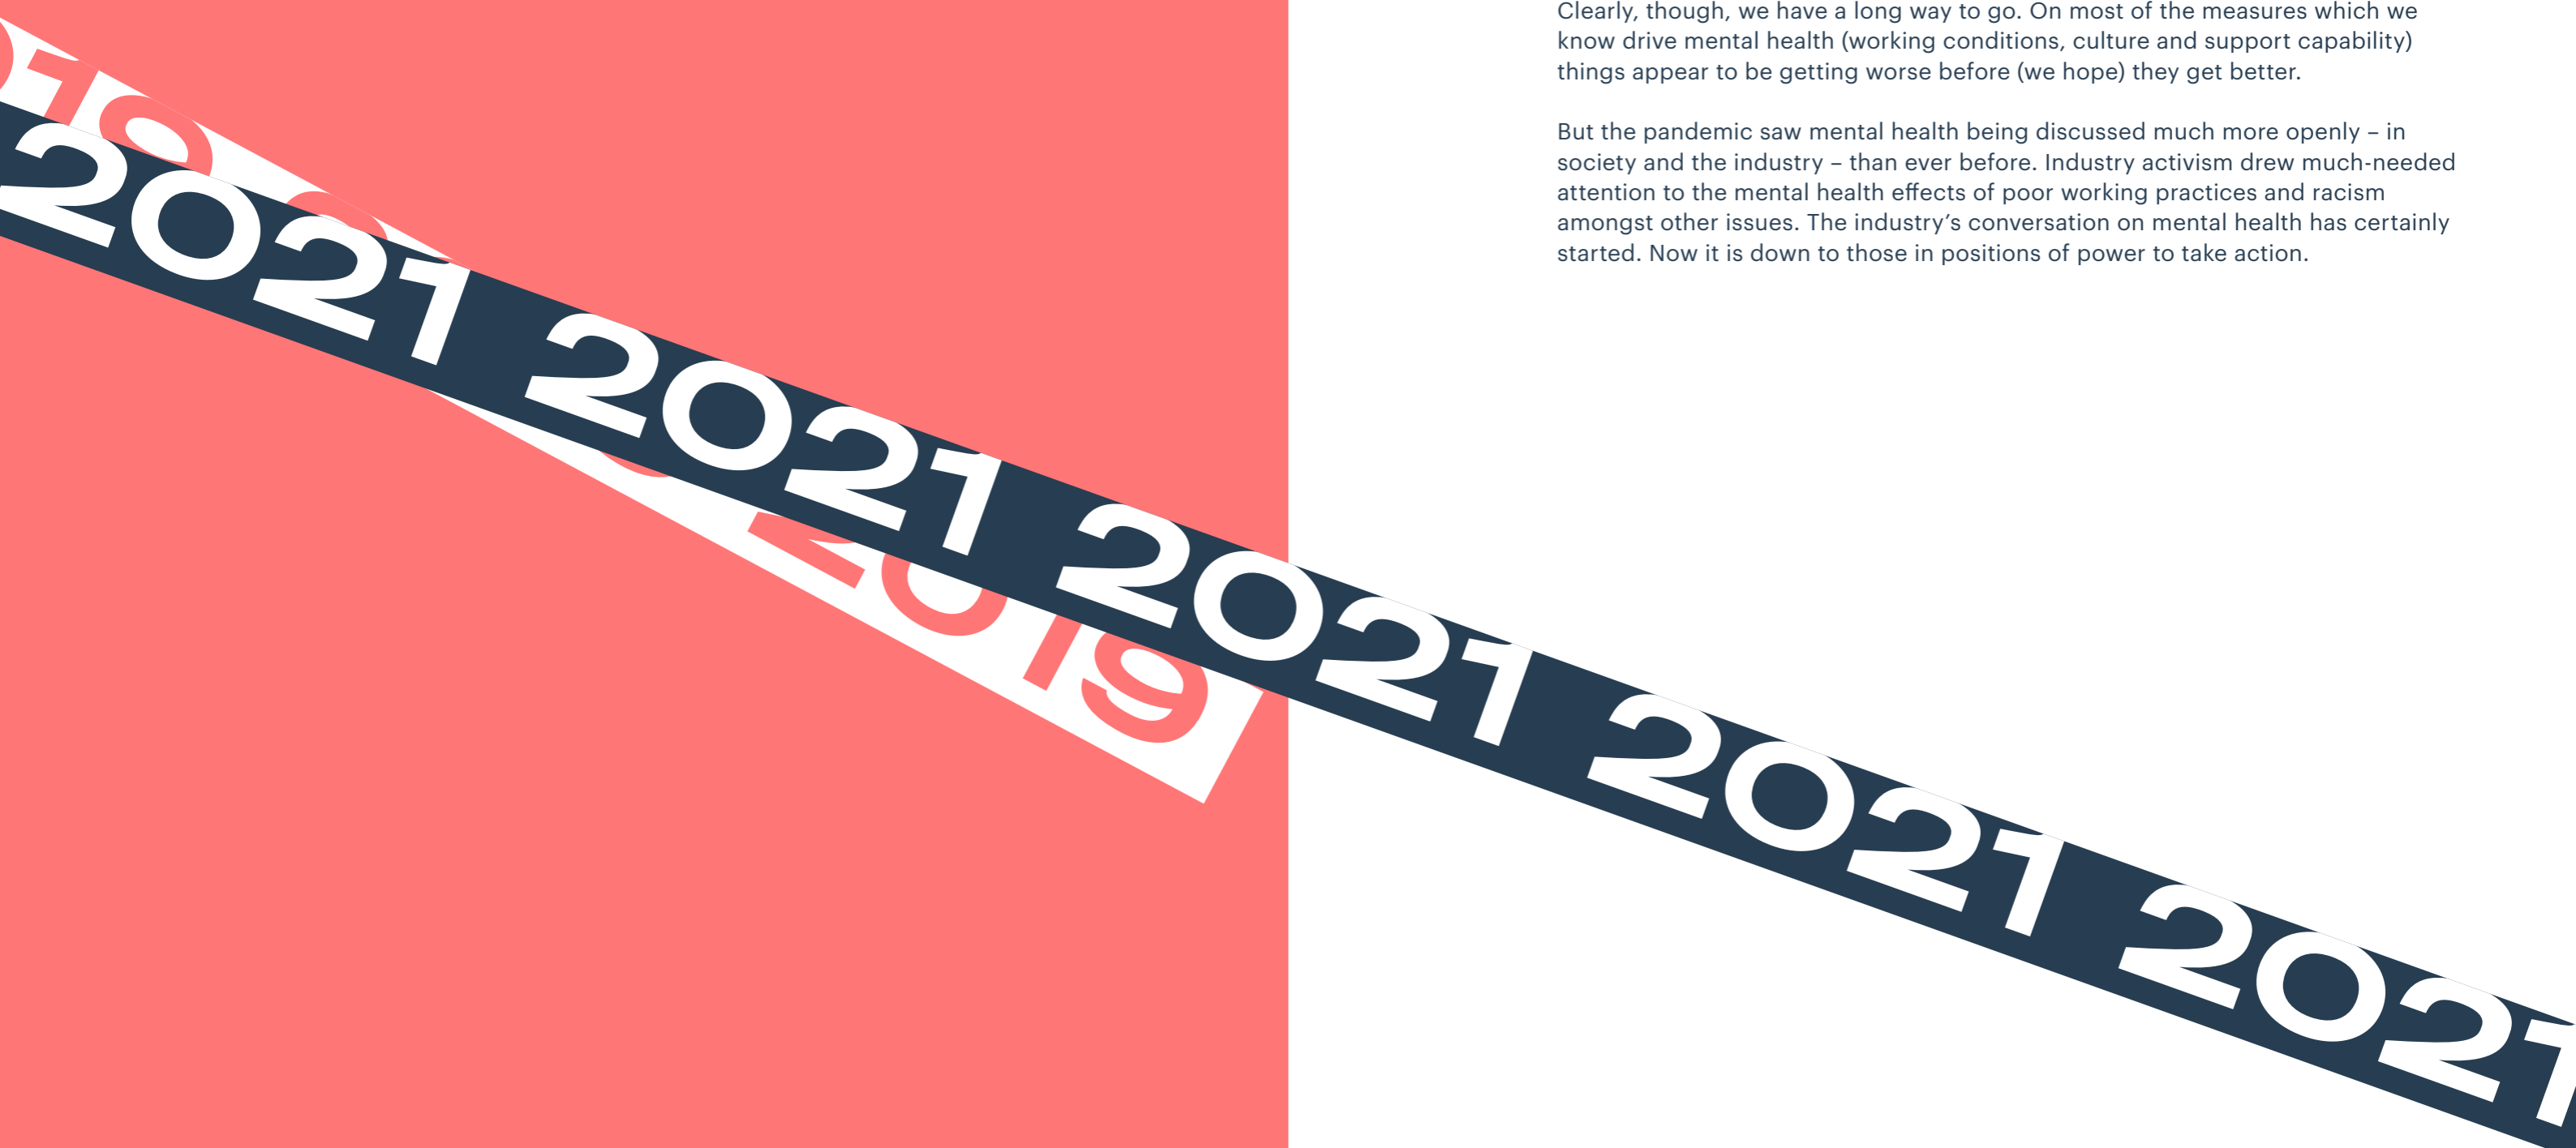 Clearly, though, we have a long way to go. On most of the measures which we
know drive mental health (working conditions, culture and support capability)
things appear to be getting worse before (we hope) they get better.
But the pandemic saw mental health being discussed much more openly – in
society and the industry – than ever before. Industry activism drew much-needed
attention to the mental health effects of poor working practices and racism
amongst other issues. The industry’s conversation on mental health has certainly
started. Now it is down to those in positions of power to take action.
2021 2021 2021 2021 2021
2019